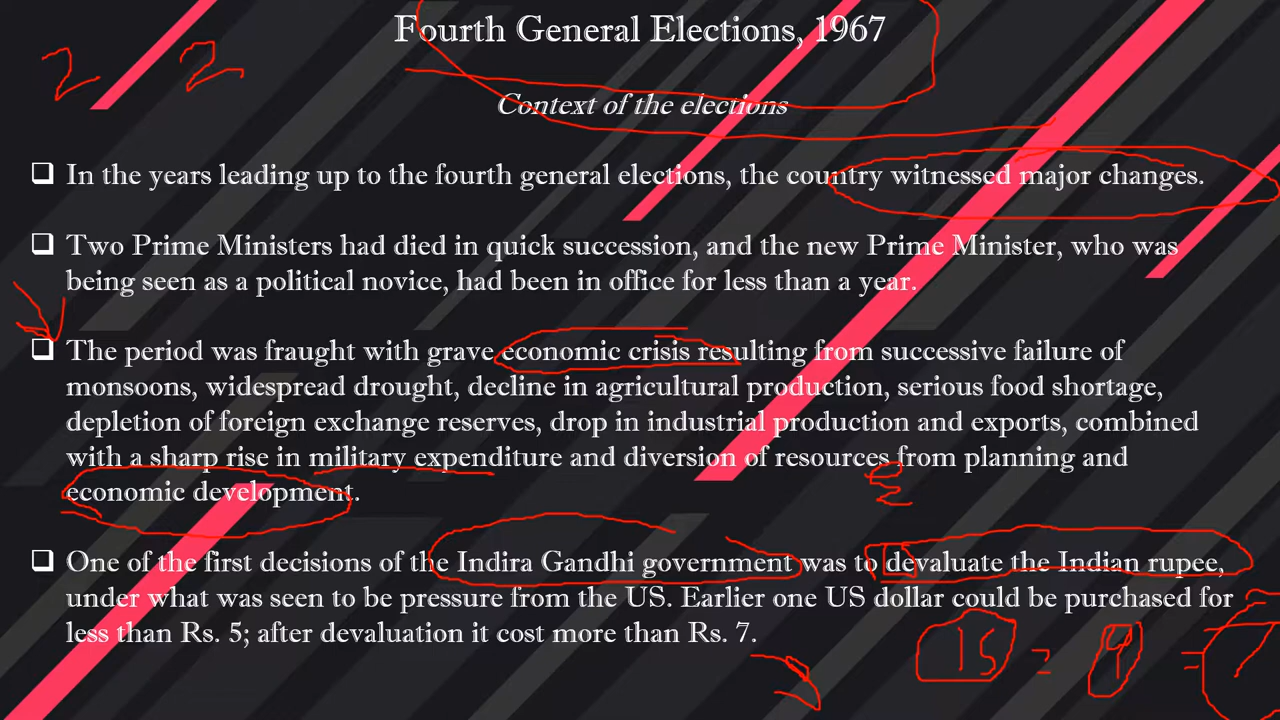 Fourth General Elections, 1967
2 2
Context of the elections
In the years leading up to the fourth general elections, the country witnessed major changes.
Two Prime Ministers had died in quick succession, and the new Prime Minister, who was
being seen as a political novice, had been in office for less than a year.
The period was fraught with grave economic crisis resulting from successive failure of
monsoons, widespread drought, decline in agricultural production, serious food shortage,
depletion of foreign exchange reserves, drop in industrial production and exports, combined
with a sharp rise in military expenditure and diversion of resources from planning and
economic development.
One of the first decisions of the Indira Gandhi government was to devaluate the Indian rupee,
under what was seen to be pressure from the US. Earlier one US dollar could be purchased for
less than Rs. 5; after devaluation it cost more than Rs. 7.